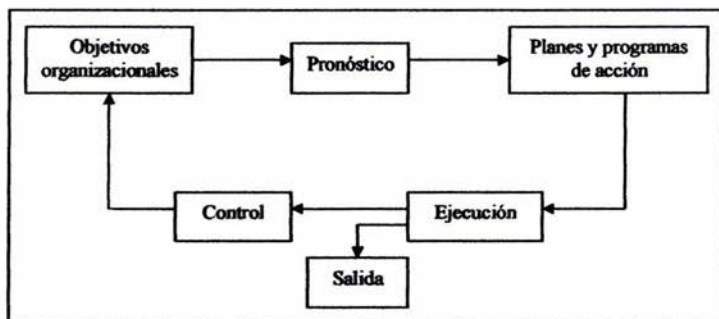 Objetivos
organizacionales
Pronóstico
Planes y programas
de acción
Control
Ejecución
Salida